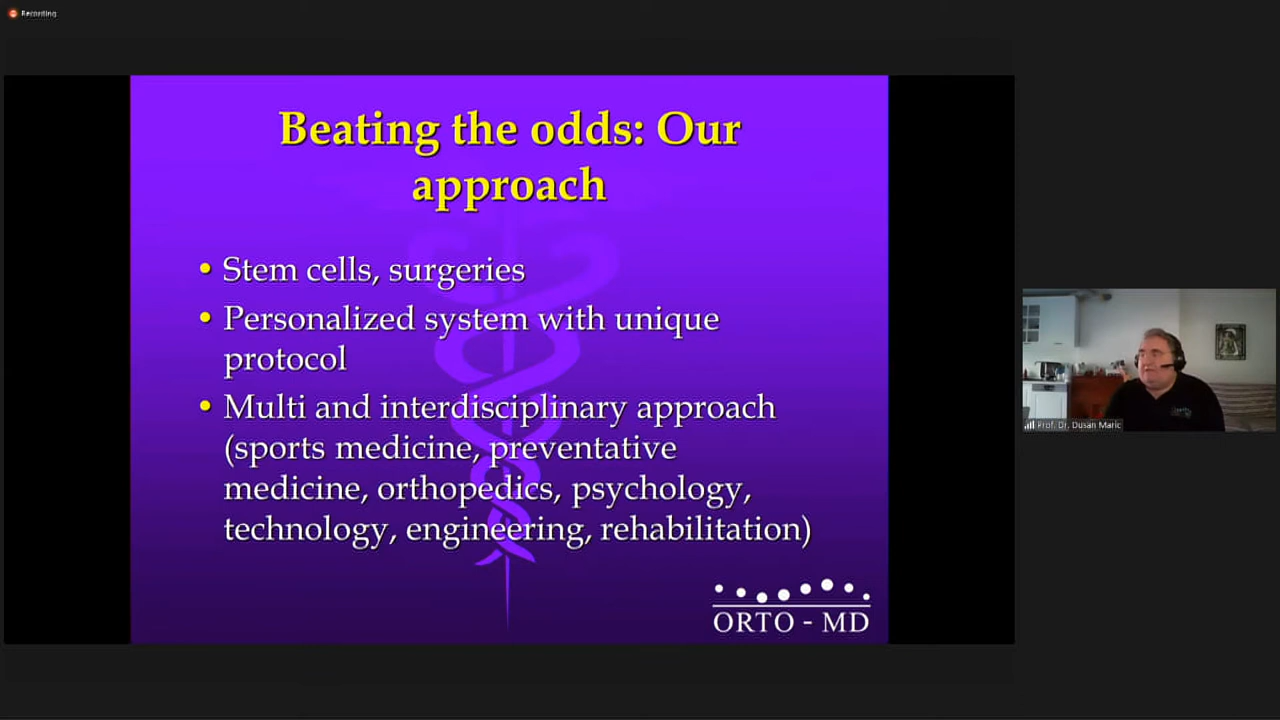 Recording
Beating the odds: Our
approach
• Stem cells, surgeries
• Personalized system with unique
protocol
• Multi and interdisciplinary approach
(sports medicine, preventative
medicine, orthopedics, psychology,
technology, engineering, rehabilitation)
ORTO - MD
Prof. Dr. Dusan Maric